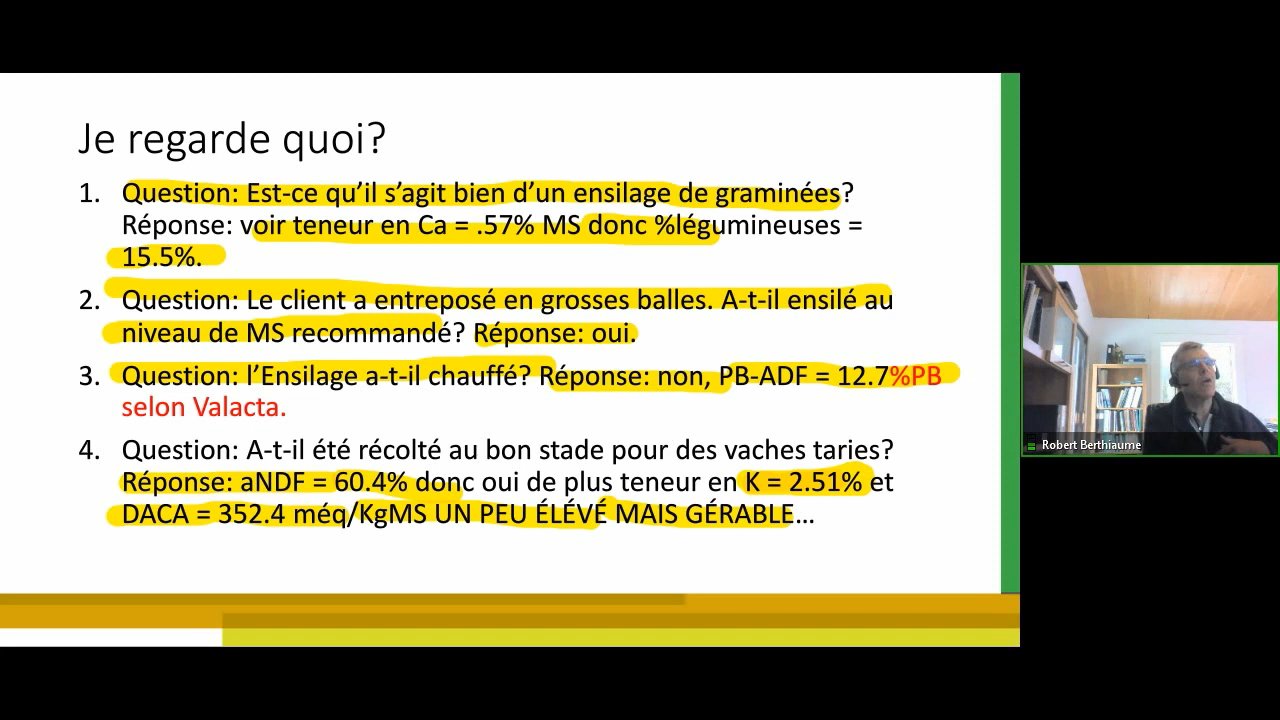 Je regarde quoi?
1. Question: Est-ce qu’il s’agit bien d’un ensilage de graminées?
Réponse: voir teneur en Ca = .57% MS donc %légumineuses =
15.5%.
2. Question: Le client a entreposé en grosses balles. A-t-il ensilé au
niveau de MS recommandé? Réponse: oui.
3. Question: l’Ensilage a-t-il chauffé? Réponse: non, PB-ADF = 12.7%PB
selon Valacta.
4. Question: A-t-il été récolté au bon stade pour des vaches taries?
Réponse: aNDF = 60.4% donc oui de plus teneur en K = 2.51% et
DACA = 352.4 méq/KgMS UN PEU ÉLÉVÉ MAIS GÉRABLE…
Robert Berthiaume